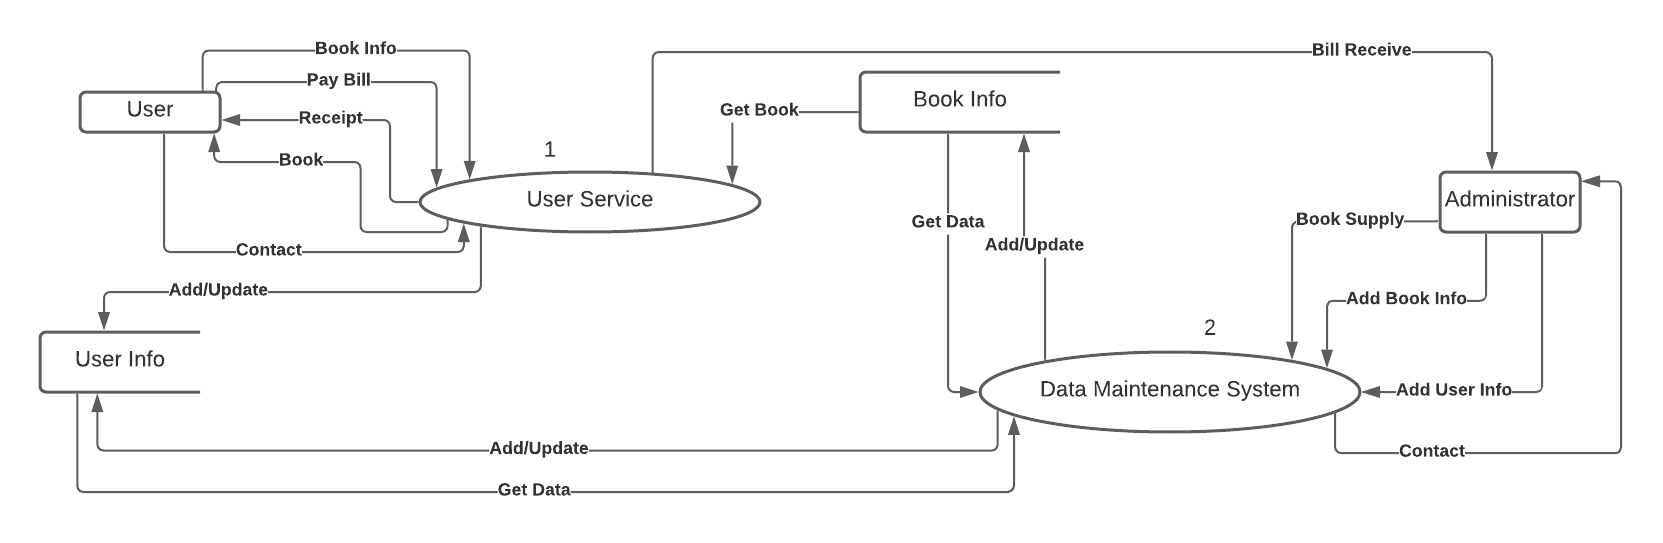 Book Info
Bill Receive
Pay Bill
User
Book Info
Get Book
Receipt
1
Book
User Service
Administrator
Get Data
Book Supply
Add/Update
Contact
Add/Update
Add Book Info
2
User Info
Data Maintenance System
Add User Info
Add/Update
Contact
Get Data